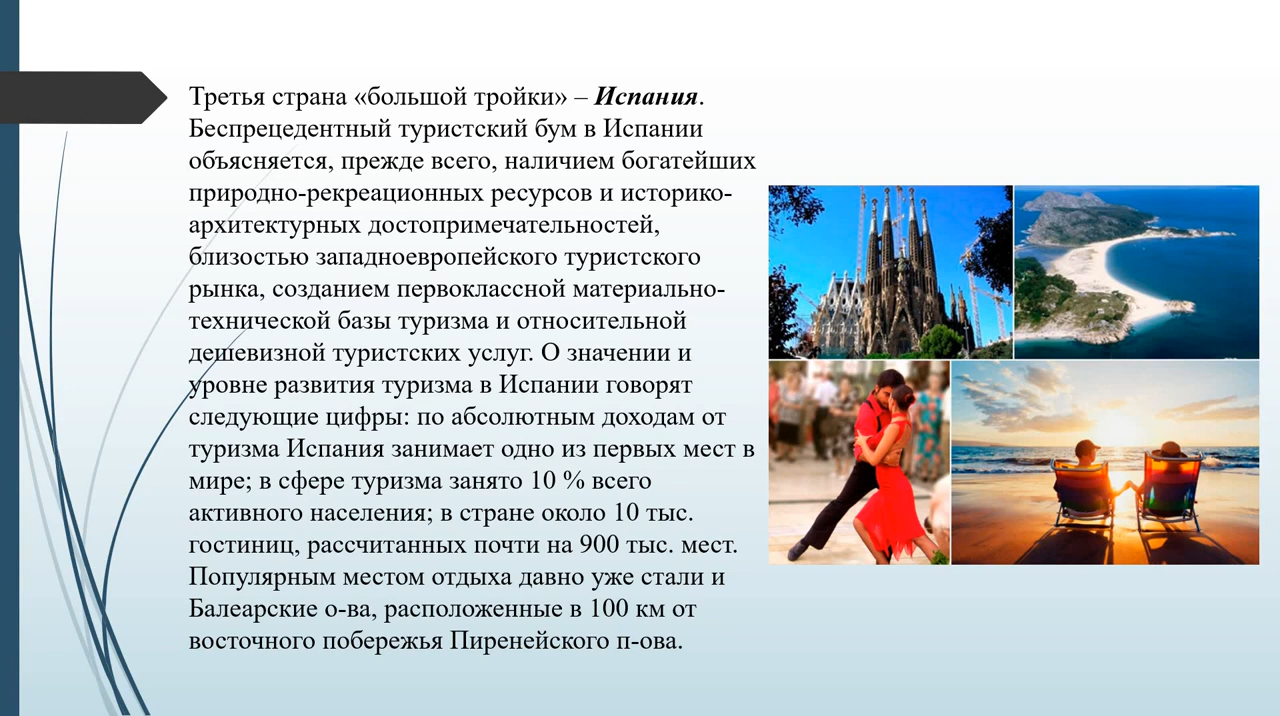 Третья страна «большой тройки» – Испания.
Беспрецедентный туристский бум в Испании
объясняется, прежде всего, наличием богатейших
природно-рекреационных ресурсов и историко-
архитектурных достопримечательностей,
близостью западноевропейского туристского
рынка, созданием первоклассной материально-
технической базы туризма и относительной
дешевизной туристских услуг. О значении и
уровне развития туризма в Испании говорят
следующие цифры: по абсолютным доходам от
туризма Испания занимает одно из первых мест в
мире; в сфере туризма занято 10 % всего
активного населения; в стране около 10 тыс.
гостиниц, рассчитанных почти на 900 тыс. мест.
Популярным местом отдыха давно уже стали и
Балеарские о-ва, расположенные в 100 км от
восточного побережья Пиренейского п-ова.